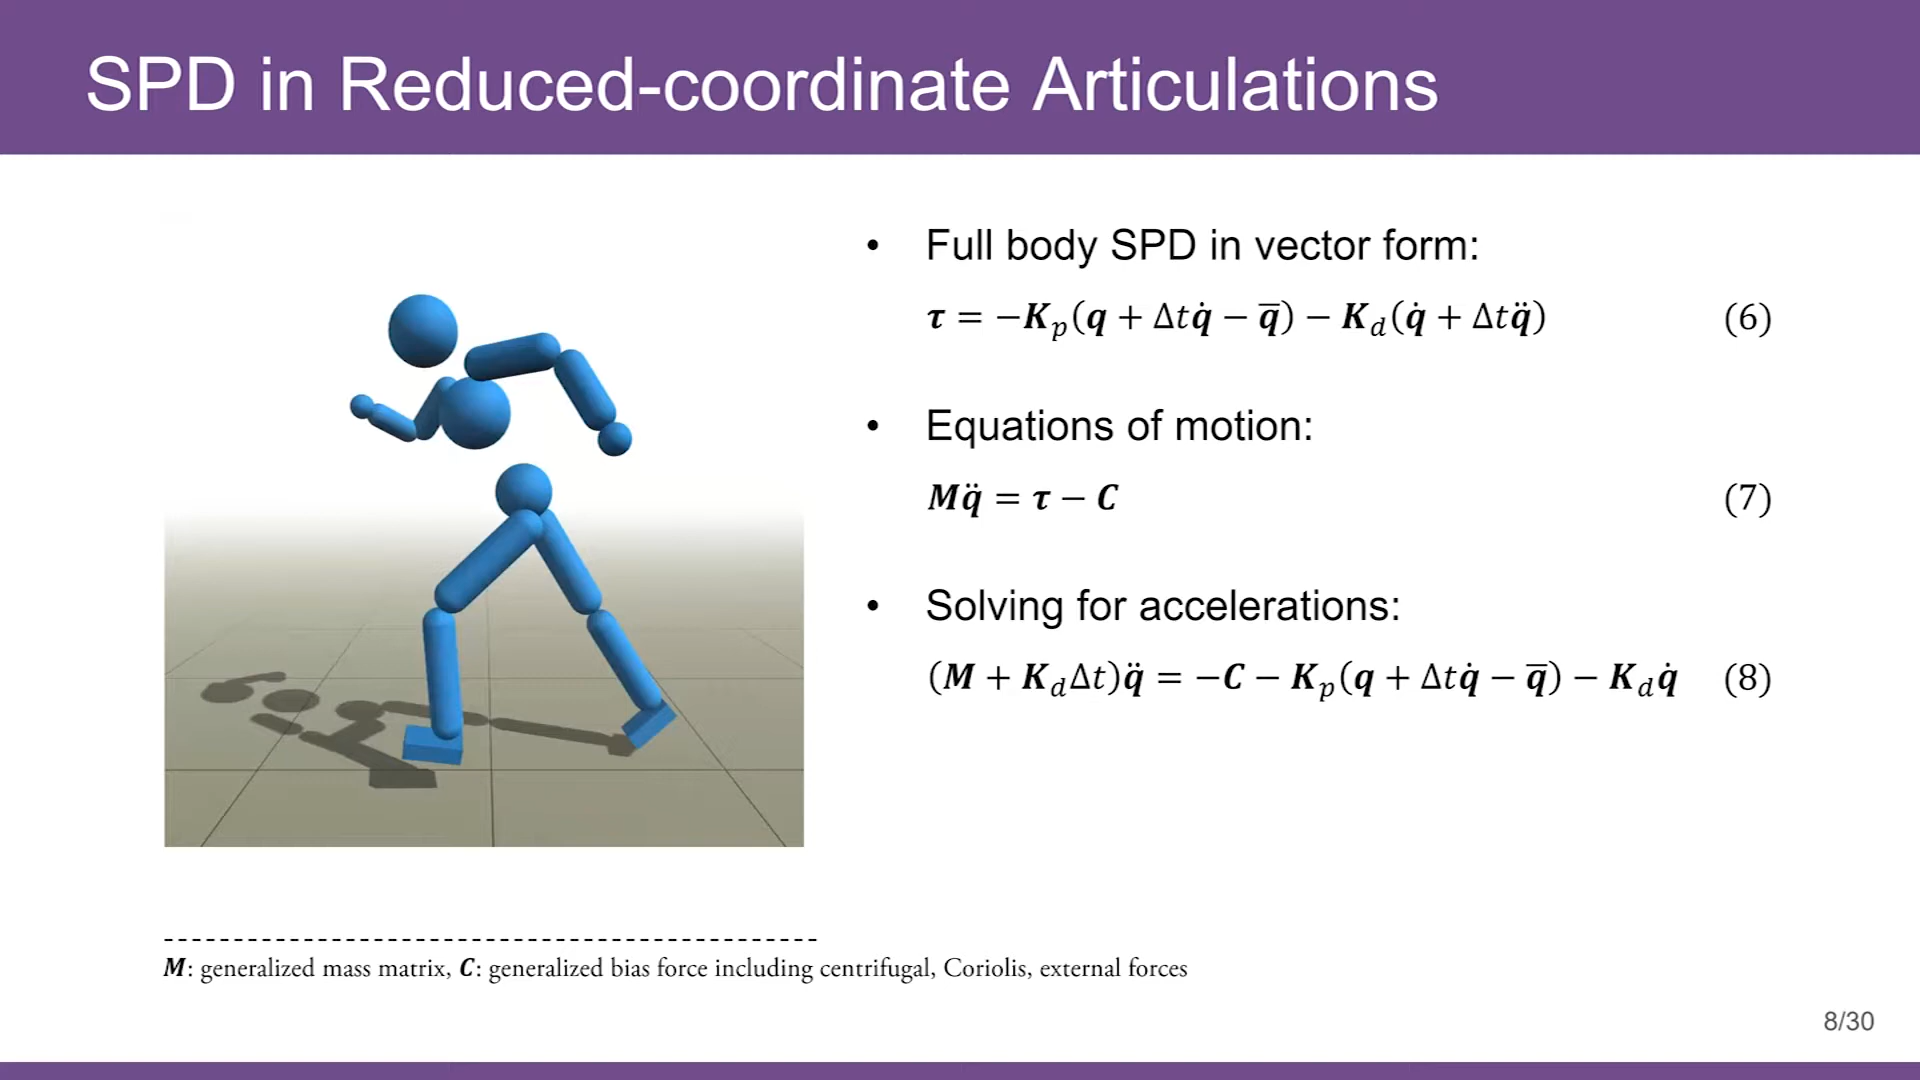 SPD in Reduced-coordinate Articulations
• Full body SPD in vector form:
𝝉 = −𝑲ₚ(𝒒 + Δ𝑡𝒒̇ − 𝒒̅) − 𝑲_𝑑(𝒒̇ + Δ𝑡𝒒̈) (6)
• Equations of motion:
𝑴𝒒̈ = 𝝉 − 𝑪 (7)
• Solving for accelerations:
(𝑴 + 𝑲_𝑑Δ𝑡)𝒒̈ = −𝑪 − 𝑲ₚ(𝒒 + Δ𝑡𝒒̇ − 𝒒̅) − 𝑲_𝑑𝒒̇ (8)
𝑴: generalized mass matrix, 𝑪: generalized bias force including centrifugal, Coriolis, external forces
8/30